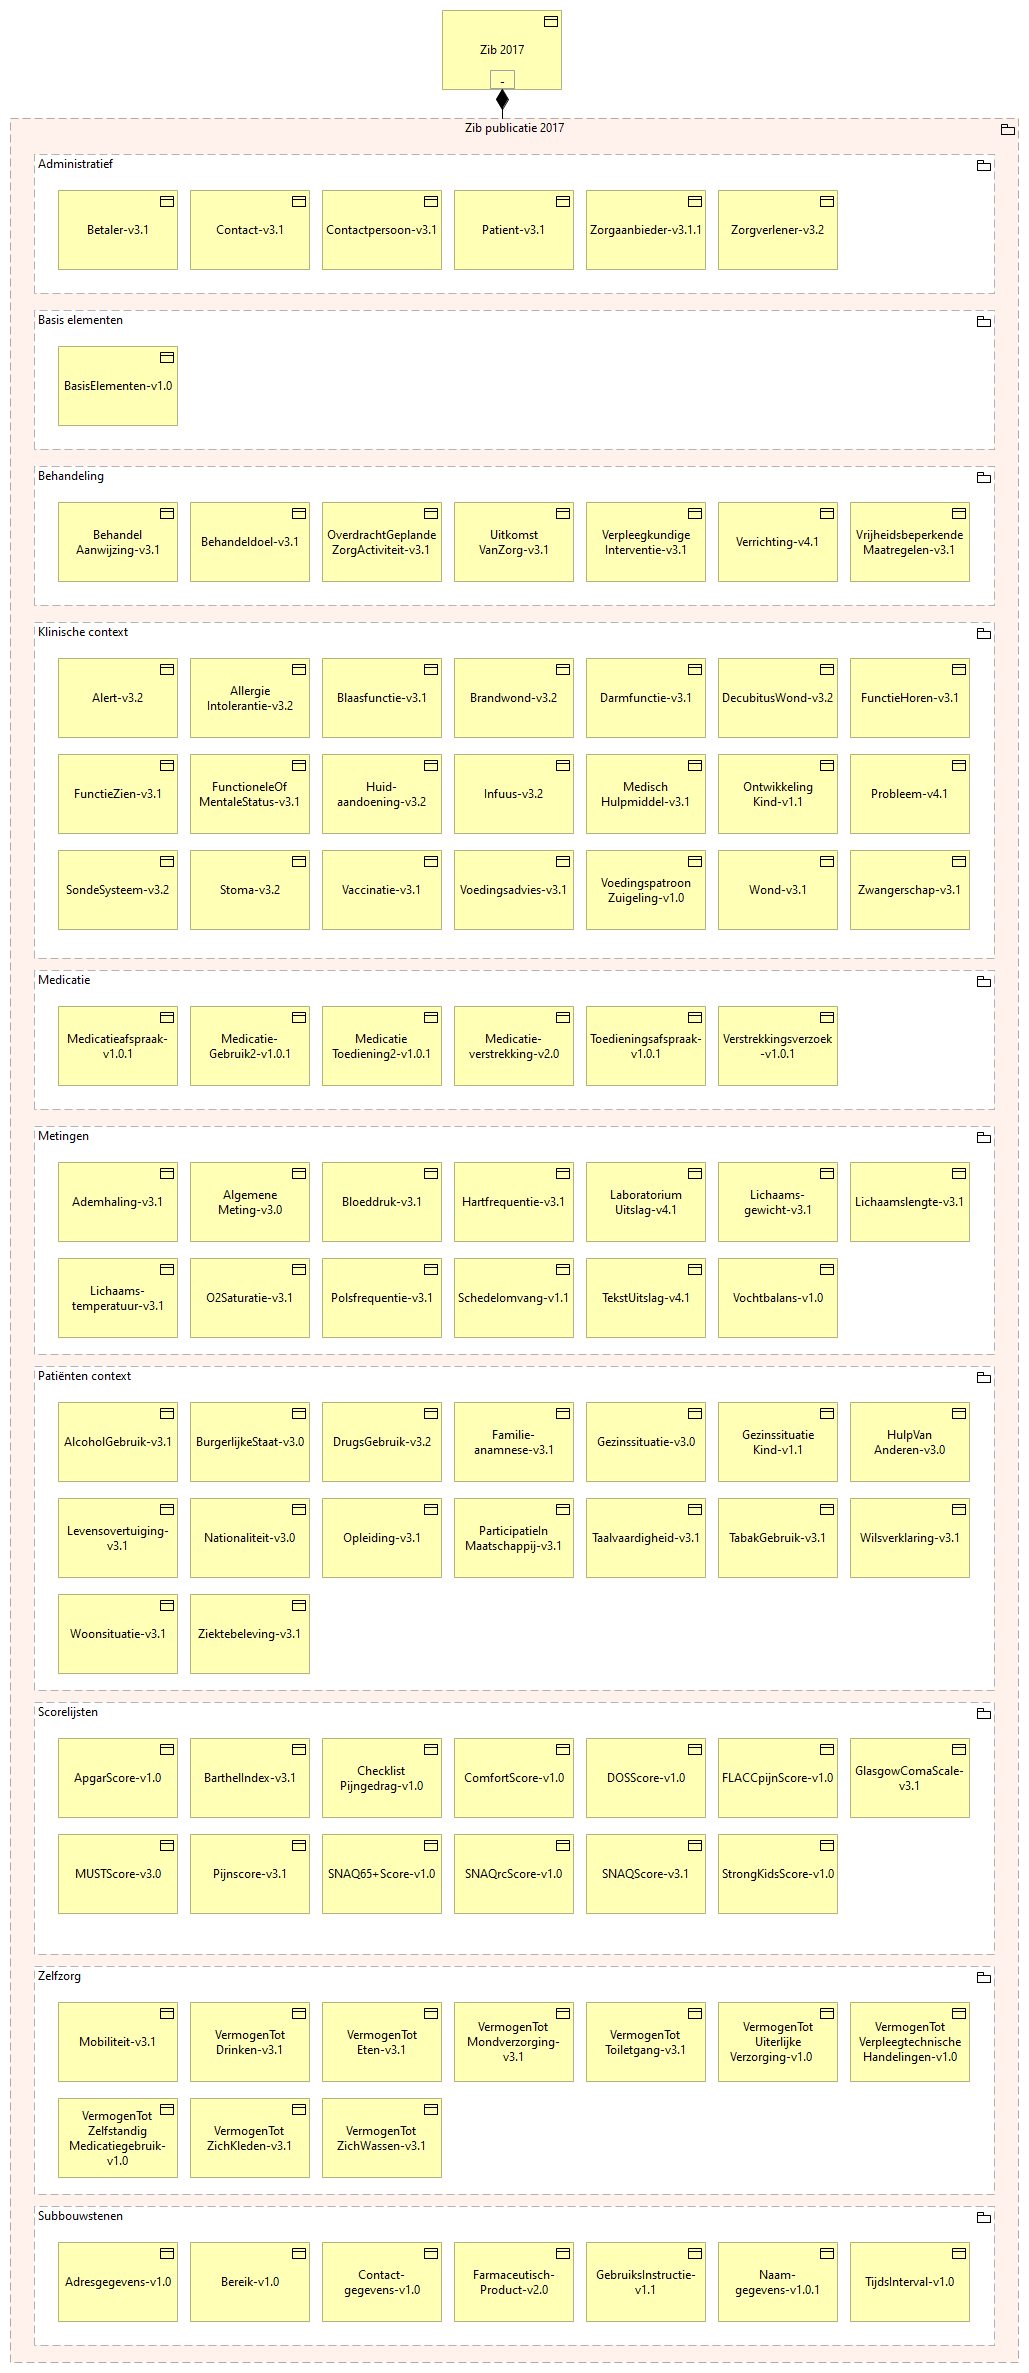 Zib 2017
-
Zib publicatie 2017
Administratief
Betaler-v3.1
Contact-v3.1
Contactpersoon-v3.1
Patient-v3.1
Zorgaanbieder-v3.1.1
Zorgverlener-v3.2
Basis elementen
BasisElementen-v1.0
Behandeling
Behandel
Aanwijzing-v3.1
Behandeldoel-v3.1
OverdrachtGeplande
ZorgActiviteit-v3.1
Uitkomst
VanZorg-v3.1
Verpleegkundige
Interventie-v3.1
Verrichting-v4.1
Vrijheidsbeperkende
Maatregelen-v3.1
Klinische context
Alert-v3.2
Allergie
Intolerantie-v3.2
Blaasfunctie-v3.1
Brandwond-v3.2
Darmfunctie-v3.1
DecubitusWond-v3.2
FunctieHoren-v3.1
FunctieZien-v3.1
FunctioneleOf
MentaleStatus-v3.1
Huid-
aandoening-v3.2
Infuus-v3.2
Medisch
Hulpmiddel-v3.1
Ontwikkeling
Kind-v1.1
Probleem-v4.1
SondeSysteem-v3.2
Stoma-v3.2
Vaccinatie-v3.1
Voedingsadvies-v3.1
Voedingspatroon
Zuigeling-v1.0
Wond-v3.1
Zwangerschap-v3.1
Medicatie
Medicatieafspraak-
v1.0.1
Medicatie-
Gebruik2-v1.0.1
Medicatie
Toediening2-v1.0.1
Medicatie-
verstrekking-v2.0
Toedieningsafspraak-
v1.0.1
Verstrekkingsverzoek
-v1.0.1
Metingen
Ademhaling-v3.1
Algemene
Meting-v3.0
Bloeddruk-v3.1
Hartfrequentie-v3.1
Laboratorium
Uitslag-v4.1
Lichaams-
gewicht-v3.1
Lichaamslengte-v3.1
Lichaams-
temperatuur-v3.1
O2Saturatie-v3.1
Polsfrequentie-v3.1
Schedelomvang-v1.1
TekstUitslag-v4.1
Vochtbalans-v1.0
Patiënten context
AlcoholGebruik-v3.1
BurgerlijkeStaat-v3.0
DrugsGebruik-v3.2
Familie-
anamnese-v3.1
Gezinssituatie-v3.0
Gezinssituatie
Kind-v1.1
HulpVan
Anderen-v3.0
Levensovertuiging-
v3.1
Nationaliteit-v3.0
Opleiding-v3.1
ParticipatieIn
Maatschappij-v3.1
Taalvaardigheid-v3.1
TabakGebruik-v3.1
Wilsverklaring-v3.1
Woonsituatie-v3.1
Ziektebeleving-v3.1
Scorelijsten
ApgarScore-v1.0
BarthelIndex-v3.1
Checklist
Pijngedrag-v1.0
ComfortScore-v1.0
DOSScore-v1.0
FLACCpijnScore-v1.0
GlasgowComaScale-
v3.1
MUSTScore-v3.0
Pijnscore-v3.1
SNAQ65+Score-v1.0
SNAQrcScore-v1.0
SNAQScore-v3.1
StrongKidsScore-v1.0
Zelfzorg
Mobiliteit-v3.1
VermogenTot
Drinken-v3.1
VermogenTot
Eten-v3.1
VermogenTot
Mondverzorging-
v3.1
VermogenTot
Toiletgang-v3.1
VermogenTot
Uiterlijke
Verzorging-v1.0
VermogenTot
Verpleegtechnische
Handelingen-v1.0
VermogenTot
Zelfstandig
Medicatiegebruik-
v1.0
VermogenTot
ZichKleden-v3.1
VermogenTot
ZichWassen-v3.1
Subbouwstenen
Adresgegevens-v1.0
Bereik-v1.0
Contact-
gegevens-v1.0
Farmaceutisch-
Product-v2.0
GebruiksInstructie-
v1.1
Naam-
gegevens-v1.0.1
TijdsInterval-v1.0